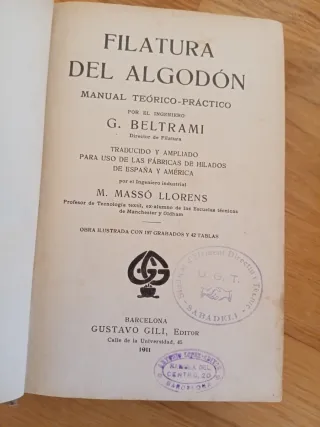 FILATURA
DEL ALGODÓN
MANUAL TEÓRICO-PRÁCTICO
POR EL INGENIERO
G. BELTRAMI
Director de Filatura
TRADUCIDO Y AMPLIADO
PARA USO DE LAS FÁBRICAS DE HILADOS
DE ESPAÑA Y AMÉRICA
por el Ingeniero industrial
M. MASSÓ LLORENS
Profesor de Tecnología textil, ex-alumno de las Escuelas técnicas
de Manchester y Oldham
OBRA ILUSTRADA CON 197 GRABADOS Y 42 TABLAS
U. G. T.
SABADELL
BARCELONA
GUSTAVO GILI, Editor
Calle de la Universidad, 45
1911
BARCELONA